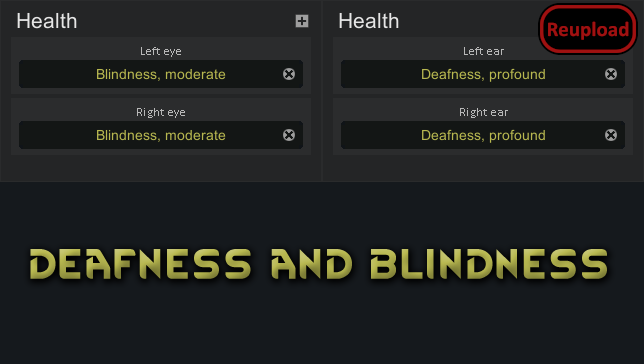 Health
Left eye
Blindness, moderate
Right eye
Blindness, moderate
Health
Reupload
Left ear
Deafness, profound
Right ear
Deafness, profound
DEAFNESS AND BLINDNESS